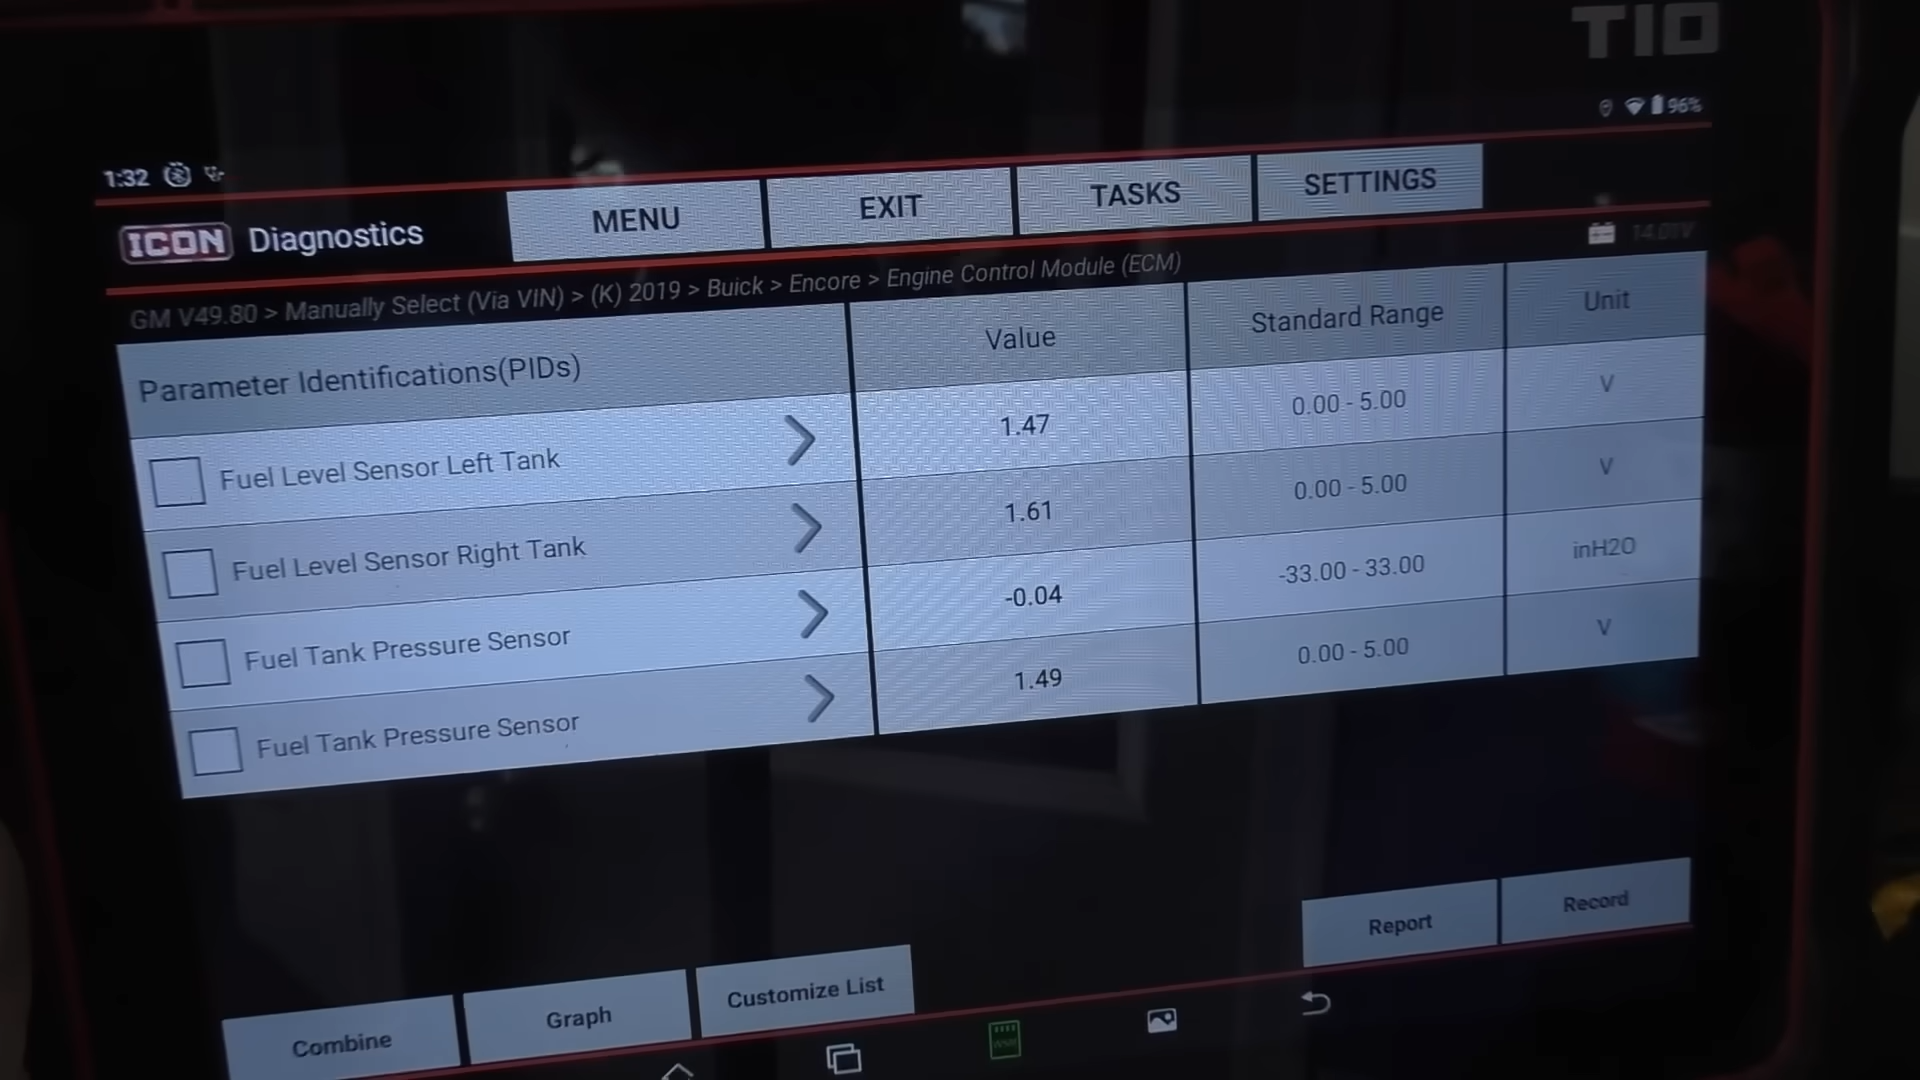 T10
96%
1:32
ICON Diagnostics
MENU
EXIT
TASKS
SETTINGS
14.01V
GM V49.80 > Manually Select (Via VIN) > (K) 2019 > Buick > Encore > Engine Control Module (ECM)
Parameter Identifications(PIDs)
Value
Standard Range
Unit
Fuel Level Sensor Left Tank
1.47
0.00 - 5.00
V
Fuel Level Sensor Right Tank
1.61
0.00 - 5.00
V
Fuel Tank Pressure Sensor
-0.04
-33.00 - 33.00
inH2O
Fuel Tank Pressure Sensor
1.49
0.00 - 5.00
V
Combine
Graph
Customize List
Report
Record